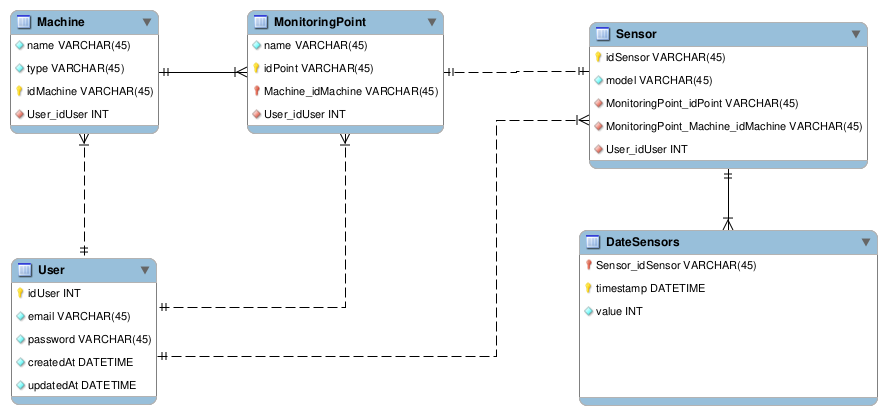 Machine
name VARCHAR(45)
type VARCHAR(45)
idMachine VARCHAR(45)
User_idUser INT
MonitoringPoint
name VARCHAR(45)
idPoint VARCHAR(45)
Machine_idMachine VARCHAR(45)
User_idUser INT
Sensor
idSensor VARCHAR(45)
model VARCHAR(45)
MonitoringPoint_idPoint VARCHAR(45)
MonitoringPoint_Machine_idMachine VARCHAR(45)
User_idUser INT
User
idUser INT
email VARCHAR(45)
password VARCHAR(45)
createdAt DATETIME
updatedAt DATETIME
DateSensors
Sensor_idSensor VARCHAR(45)
timestamp DATETIME
value INT